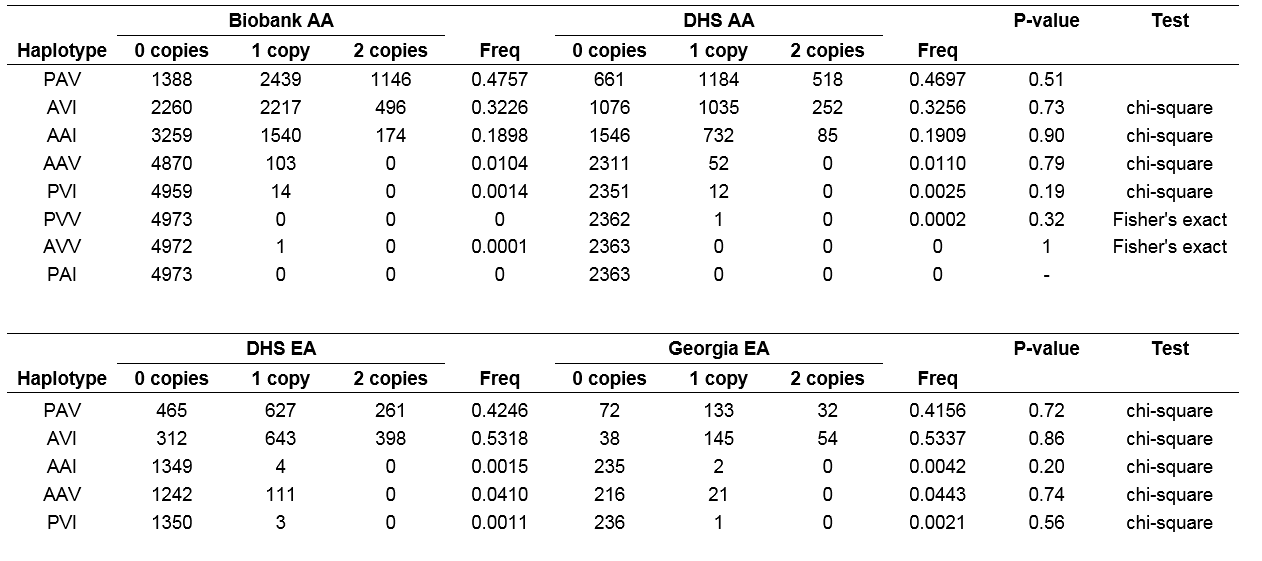 Biobank AA DHS AA P-value Test
Haplotype 0 copies 1 copy 2 copies Freq 0 copies 1 copy 2 copies Freq
PAV 1388 2439 1146 0.4757 661 1184 518 0.4697 0.51
AVI 2260 2217 496 0.3226 1076 1035 252 0.3256 0.73 chi-square
AAI 3259 1540 174 0.1898 1546 732 85 0.1909 0.90 chi-square
AAV 4870 103 0 0.0104 2311 52 0 0.0110 0.79 chi-square
PVI 4959 14 0 0.0014 2351 12 0 0.0025 0.19 chi-square
PVV 4973 0 0 0 2362 1 0 0.0002 0.32 Fisher's exact
AVV 4972 1 0 0.0001 2363 0 0 0 1 Fisher's exact
PAI 4973 0 0 0 2363 0 0 0 -
DHS EA Georgia EA P-value Test
Haplotype 0 copies 1 copy 2 copies Freq 0 copies 1 copy 2 copies Freq
PAV 465 627 261 0.4246 72 133 32 0.4156 0.72 chi-square
AVI 312 643 398 0.5318 38 145 54 0.5337 0.86 chi-square
AAI 1349 4 0 0.0015 235 2 0 0.0042 0.20 chi-square
AAV 1242 111 0 0.0410 216 21 0 0.0443 0.74 chi-square
PVI 1350 3 0 0.0011 236 1 0 0.0021 0.56 chi-square